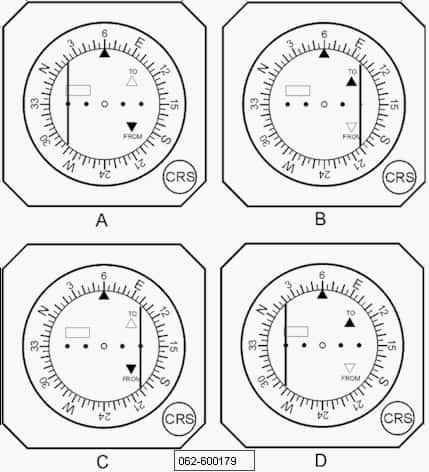 6
3 E
N TO 12
33 15
30 FROM S
W 21
24
CRS
A
6
3 E
N TO 12
33 15
30 FROM S
W 21
24
CRS
B
6
3 E
N TO 12
33 15
30 FROM S
W 21
24
CRS
C
6
3 E
N TO 12
33 15
30 FROM S
W 21
24
CRS
D
062-600179